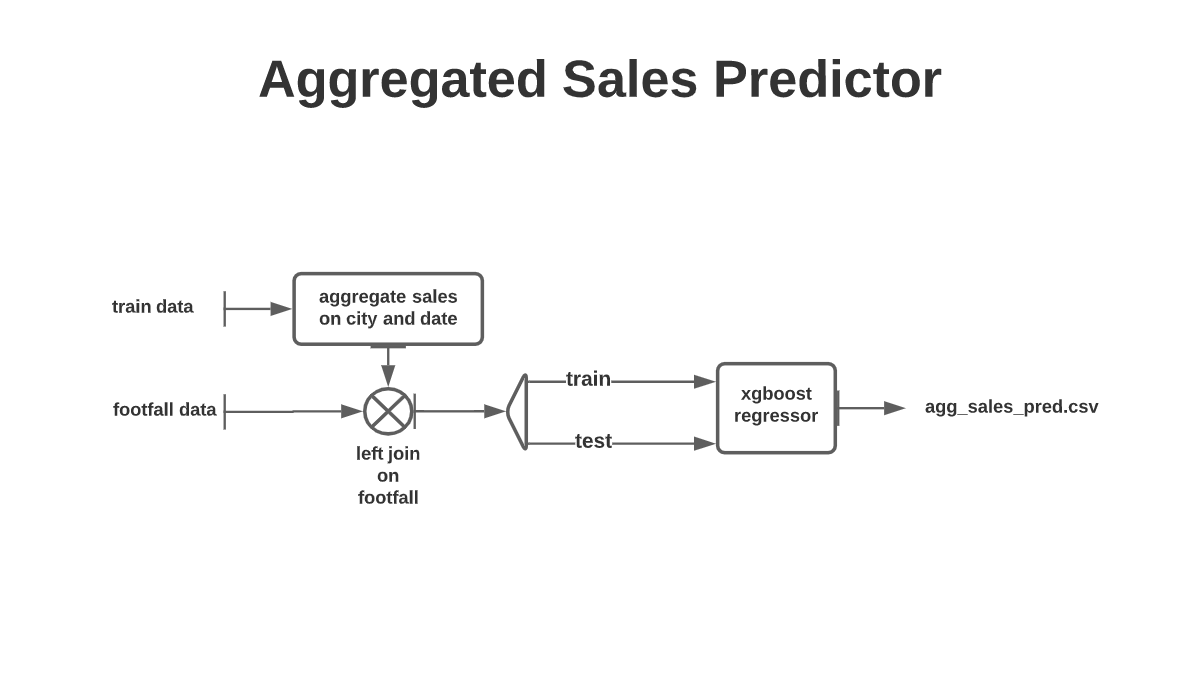 Aggregated Sales Predictor
train data
aggregate sales
on city and date
footfall data
left join
on
footfall
train
test
xgboost
regressor
agg_sales_pred.csv